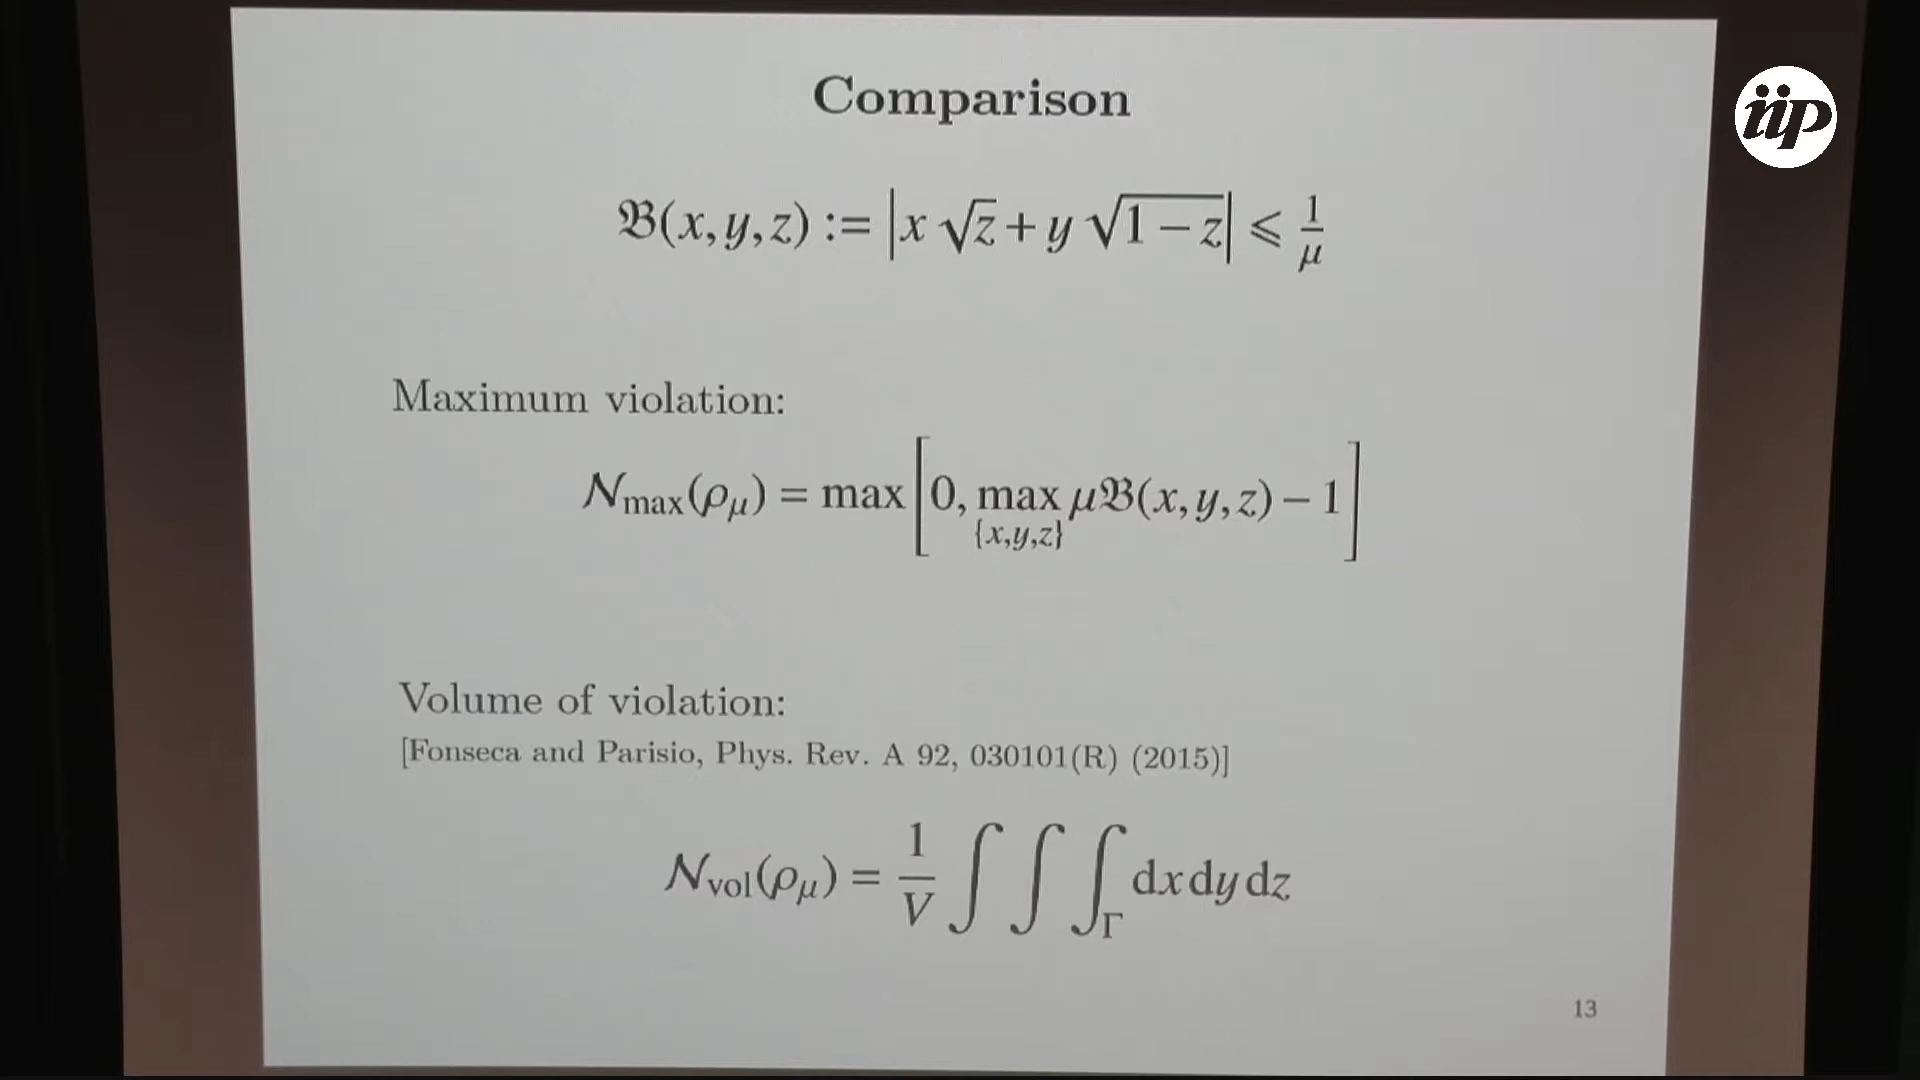 Comparison
iip
𝔅(x, y, z) := |x √z + y √1 − z| ⩽ 1/μ
Maximum violation:
𝒩max(ρμ) = max [0, max{x,y,z} μ𝔅(x, y, z) − 1]
Volume of violation:
[Fonseca and Parisio, Phys. Rev. A 92, 030101(R) (2015)]
𝒩vol(ρμ) = 1/V ∫ ∫ ∫Γ dx dy dz
13